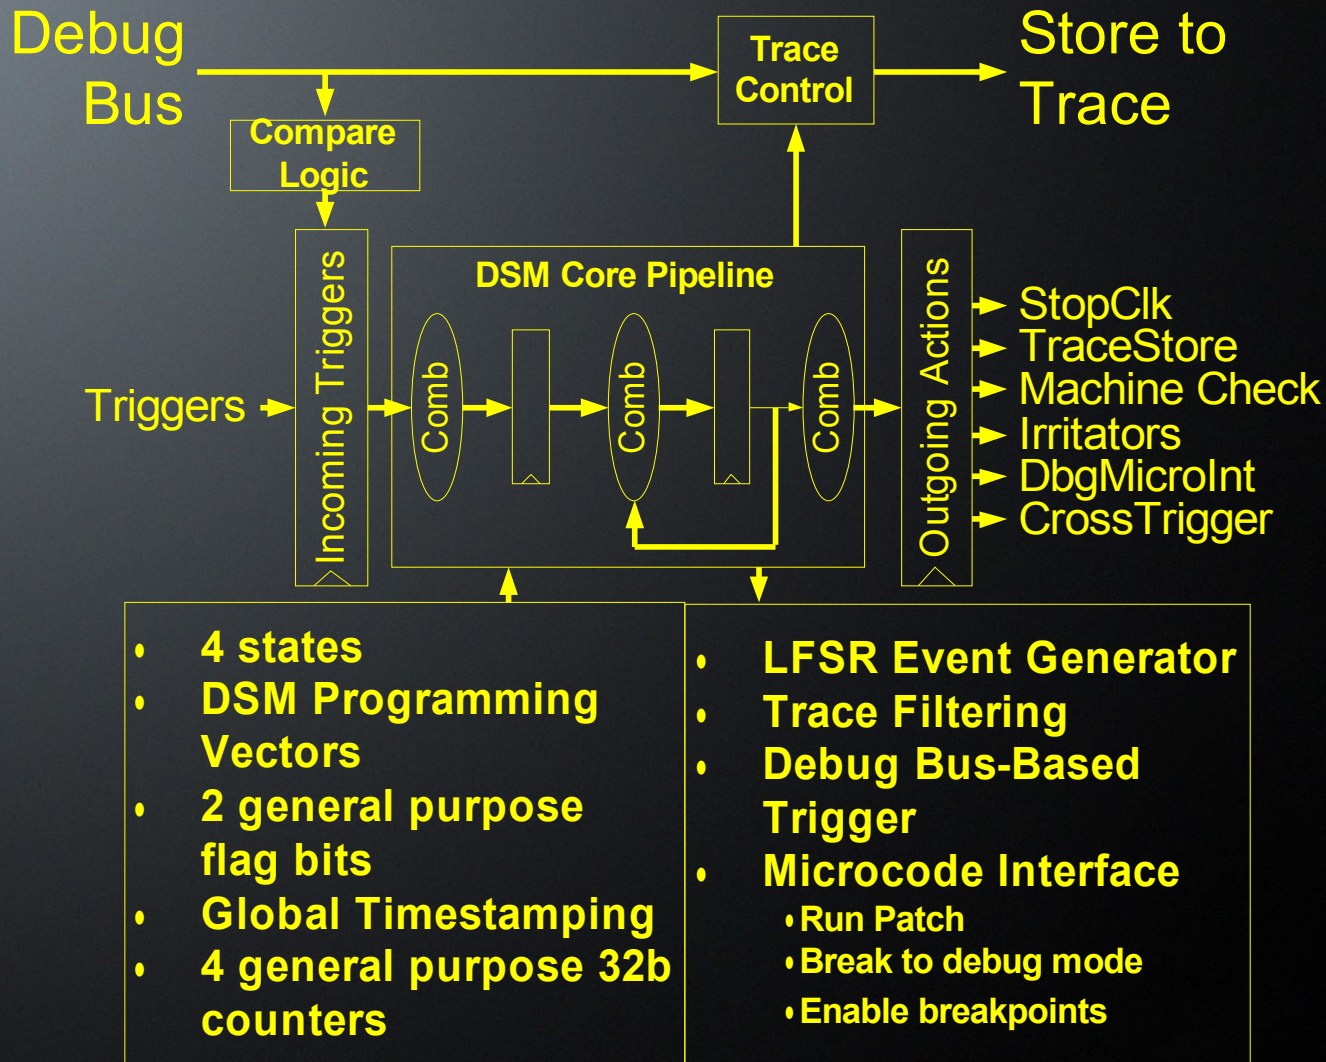 Debug
Bus
Trace
Control
Store to
Trace
Compare
Logic
Triggers
Incoming Triggers
DSM Core Pipeline
Comb
Comb
Comb
Outgoing Actions
StopClk
TraceStore
Machine Check
Irritators
DbgMicroInt
CrossTrigger
• 4 states
• DSM Programming
Vectors
• 2 general purpose
flag bits
• Global Timestamping
• 4 general purpose 32b
counters
• LFSR Event Generator
• Trace Filtering
• Debug Bus-Based
Trigger
• Microcode Interface
• Run Patch
• Break to debug mode
• Enable breakpoints